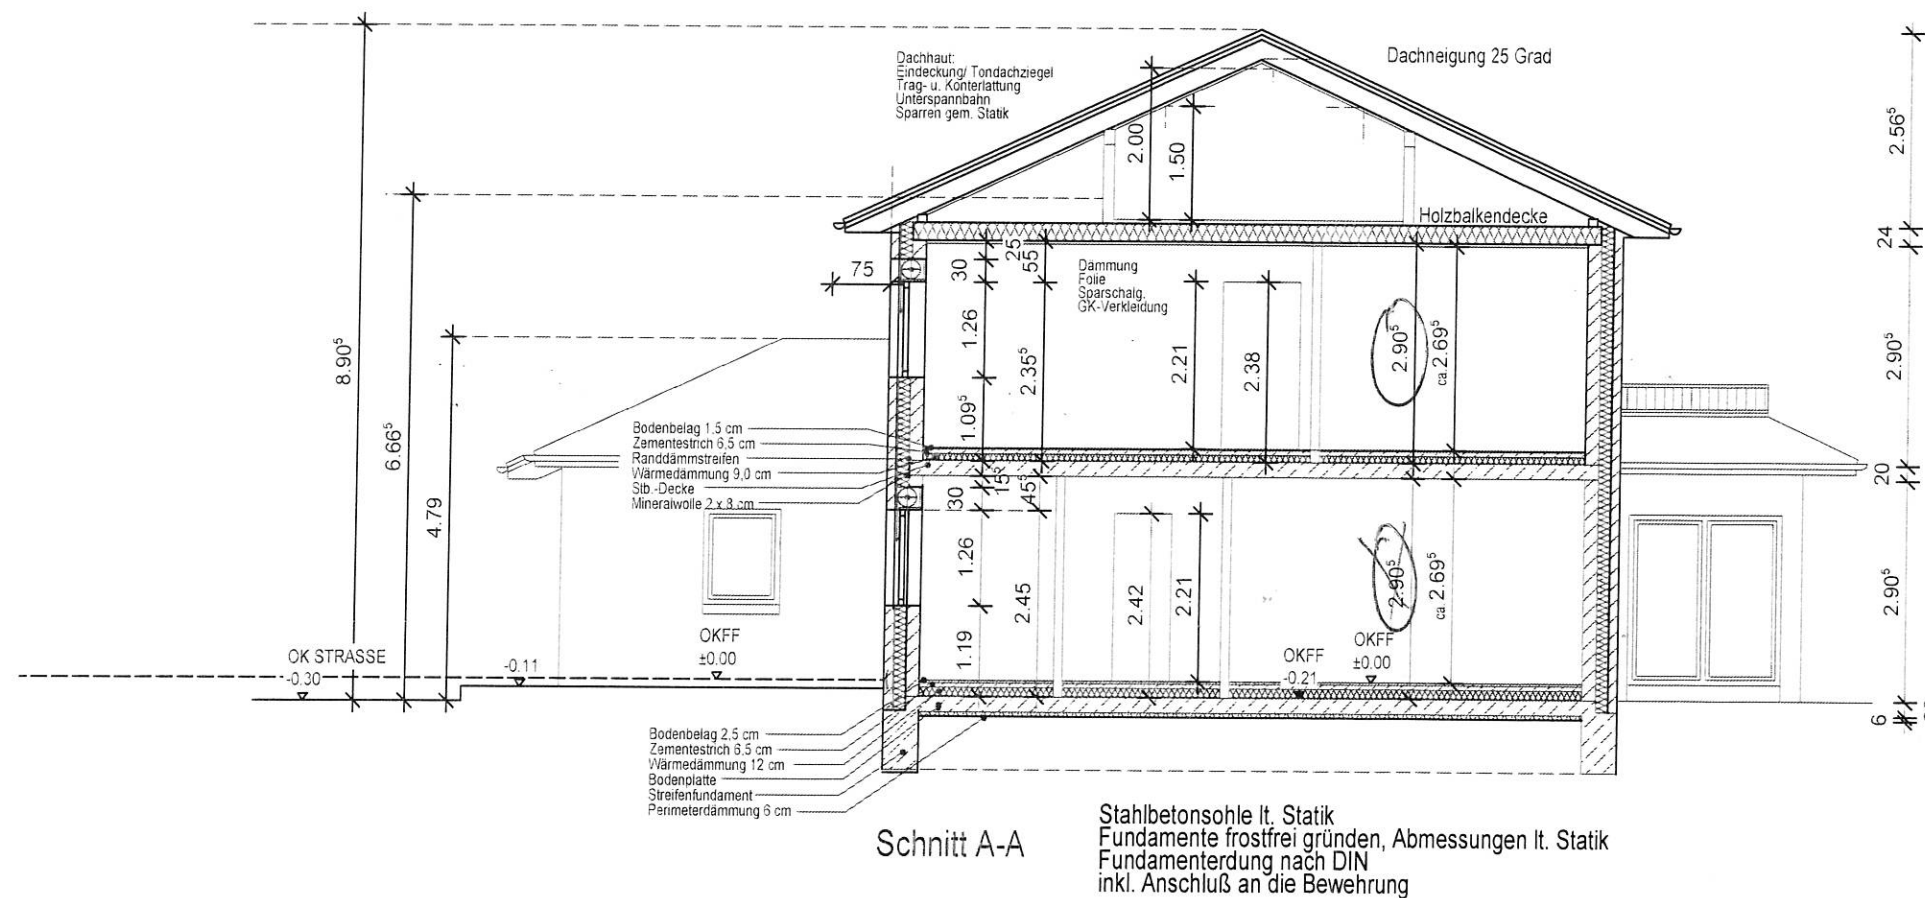 Dachhaut:
Eindeckung/ Tondachziegel
Trag- u. Konterlattung
Unterspannbahn
Sparren gem. Statik
Dachneigung 25 Grad
8.90⁵
6.66⁵
4.79
2.00
1.50
Holzbalkendecke
2.56⁵
24
2.90⁵
20
2.90⁵
6
75
30
25
55
Dämmung
Folie
Sparschalg.
GK-Verkleidung
1.26
2.35⁵
1.09⁵
2.21
2.38
2.90⁵
ca.2.69⁵
Bodenbelag 1,5 cm
Zementestrich 6,5 cm
Randdämmstreifen
Wärmedämmung 9,0 cm
Stb.-Decke
Mineralwolle 2 x 8 cm
30
15⁵
45⁵
1.26
1.19
2.45
2.42
2.21
2.90⁵
ca.2.69⁵
OK STRASSE
-0.30
-0.11
OKFF
±0.00
OKFF
-0.21
OKFF
±0.00
Bodenbelag 2,5 cm
Zementestrich 6,5 cm
Wärmedämmung 12 cm
Bodenplatte
Streifenfundament
Perimeterdämmung 6 cm
Schnitt A-A
Stahlbetonsohle lt. Statik
Fundamente frostfrei gründen, Abmessungen lt. Statik
Fundamenterdung nach DIN
inkl. Anschluß an die Bewehrung